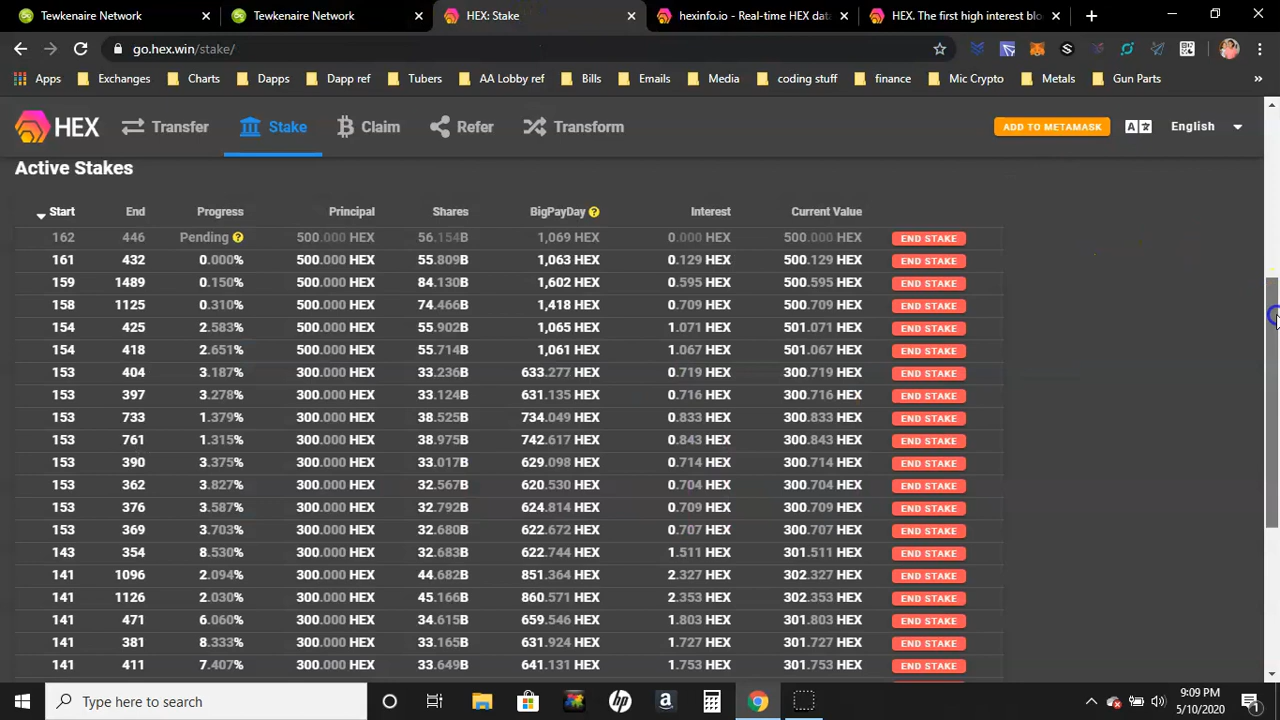 Tewkenaire Network
Tewkenaire Network
HEX: Stake
hexinfo.io - Real-time HEX data
HEX. The first high interest blo
go.hex.win/stake/
Apps Exchanges Charts Dapps Dapp ref Tubers AA Lobby ref Bills Emails Media coding stuff finance Mic Crypto Metals Gun Parts »
HEX Transfer Stake Claim Refer Transform ADD TO METAMASK English
Active Stakes
Start End Progress Principal Shares BigPayDay Interest Current Value
162 446 Pending 500.000 HEX 56.154B 1,069 HEX 0.000 HEX 500.000 HEX END STAKE
161 432 0.000% 500.000 HEX 55.809B 1,063 HEX 0.129 HEX 500.129 HEX END STAKE
159 1489 0.150% 500.000 HEX 84.130B 1,602 HEX 0.595 HEX 500.595 HEX END STAKE
158 1125 0.310% 500.000 HEX 74.466B 1,418 HEX 0.709 HEX 500.709 HEX END STAKE
154 425 2.583% 500.000 HEX 55.902B 1,065 HEX 1.071 HEX 501.071 HEX END STAKE
154 418 2.651% 500.000 HEX 55.714B 1,061 HEX 1.067 HEX 501.067 HEX END STAKE
153 404 3.187% 300.000 HEX 33.236B 633.277 HEX 0.719 HEX 300.719 HEX END STAKE
153 397 3.278% 300.000 HEX 33.124B 631.135 HEX 0.716 HEX 300.716 HEX END STAKE
153 733 1.379% 300.000 HEX 38.525B 734.049 HEX 0.833 HEX 300.833 HEX END STAKE
153 761 1.315% 300.000 HEX 38.975B 742.617 HEX 0.843 HEX 300.843 HEX END STAKE
153 390 3.375% 300.000 HEX 33.017B 629.098 HEX 0.714 HEX 300.714 HEX END STAKE
153 362 3.827% 300.000 HEX 32.567B 620.530 HEX 0.704 HEX 300.704 HEX END STAKE
153 376 3.587% 300.000 HEX 32.792B 624.814 HEX 0.709 HEX 300.709 HEX END STAKE
153 369 3.703% 300.000 HEX 32.680B 622.672 HEX 0.707 HEX 300.707 HEX END STAKE
143 354 8.530% 300.000 HEX 32.683B 622.744 HEX 1.511 HEX 301.511 HEX END STAKE
141 1096 2.094% 300.000 HEX 44.682B 851.364 HEX 2.327 HEX 302.327 HEX END STAKE
141 1126 2.030% 300.000 HEX 45.166B 860.571 HEX 2.353 HEX 302.353 HEX END STAKE
141 471 6.060% 300.000 HEX 34.615B 659.546 HEX 1.803 HEX 301.803 HEX END STAKE
141 381 8.333% 300.000 HEX 33.165B 631.924 HEX 1.727 HEX 301.727 HEX END STAKE
141 411 7.407% 300.000 HEX 33.649B 641.131 HEX 1.753 HEX 301.753 HEX END STAKE
Type here to search
9:09 PM
5/10/2020